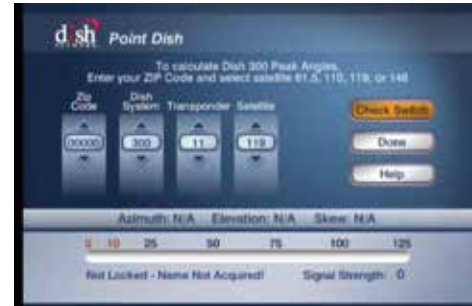 dish
NETWORK
Point Dish
To calculate Dish 300 Peak Angles,
Enter your ZIP Code and select satellite 61.5, 110, 119, or 148
Zip Code
Dish System
Transponder
Satellite
00000
300
11
119
Check Switch
Done
Help
Azimuth: N/A Elevation: N/A Skew: N/A
0 10 25 50 75 100 125
Not Locked - Name Not Acquired! Signal Strength: 0